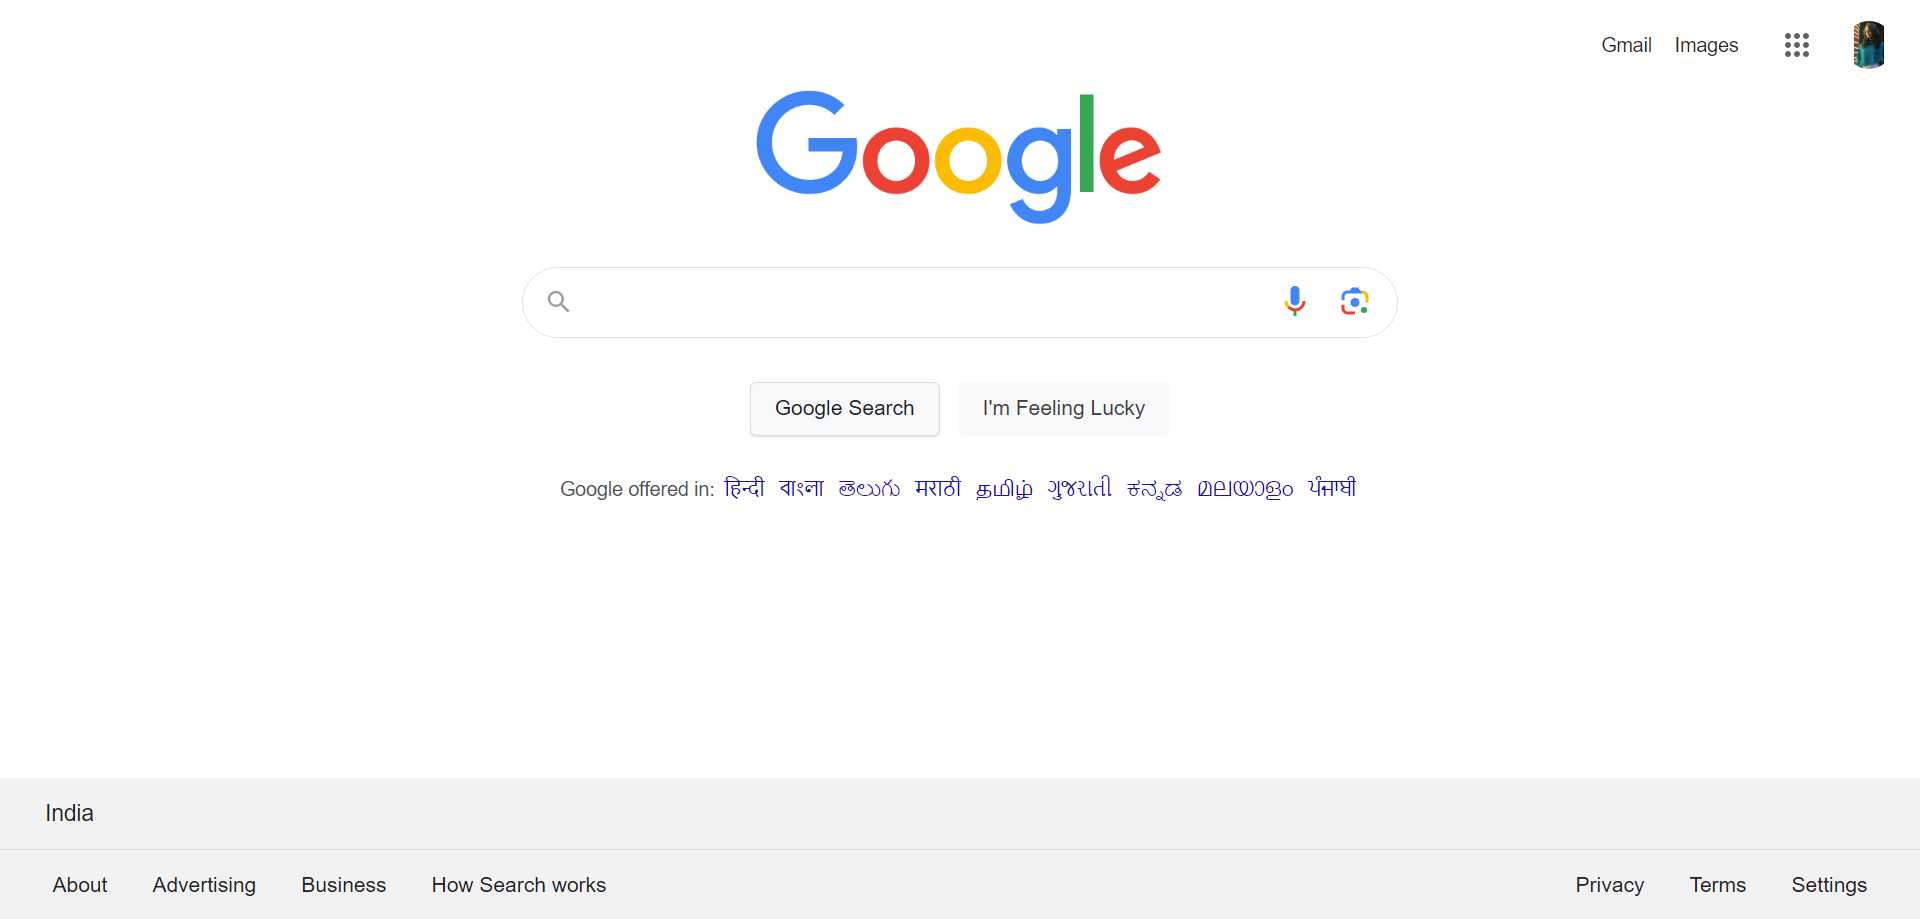 Gmail Images
Google
Google Search I'm Feeling Lucky
Google offered in: हिन्दी বাংলা తెలుగు मराठी தமிழ் ગુજરાતી ಕನ್ನಡ മലയാളം ਪੰਜਾਬੀ
India
About Advertising Business How Search works Privacy Terms Settings